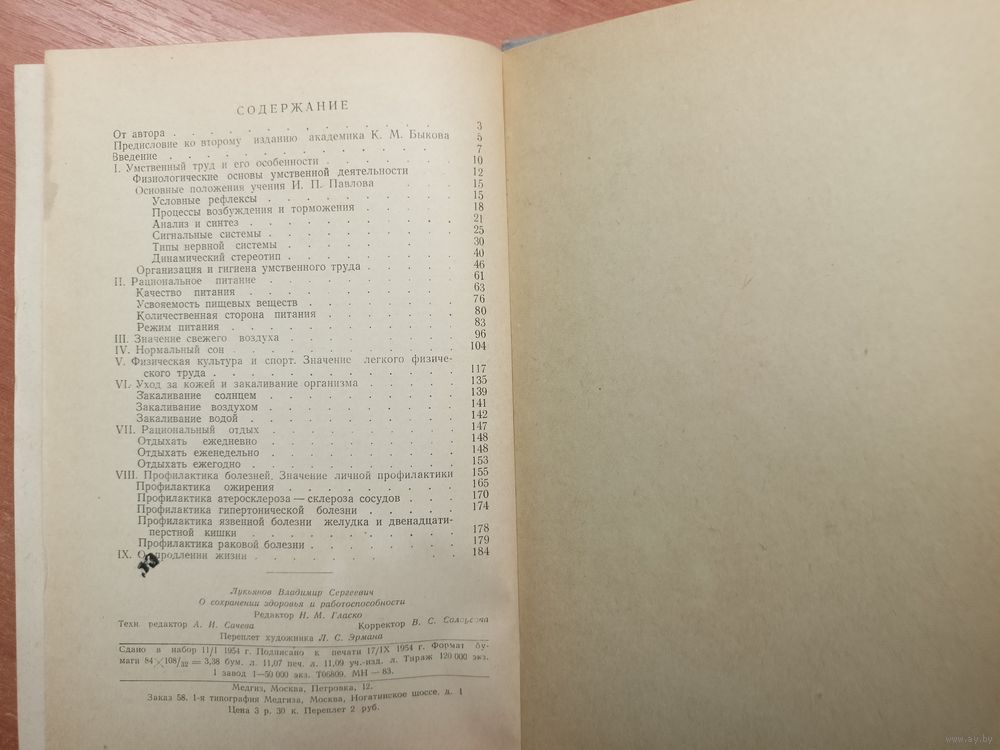 СОДЕРЖАНИЕ
От автора . . . . . . . . . . . . 3
Предисловие ко второму изданию академика К. М. Быкова 5
Введение . . . . . . . . . . . . 7
I. Умственный труд и его особенности . . . . . . 10
Физиологические основы умственной деятельности 12
Основные положения учения И. П. Павлова . . . 15
Условные рефлексы . . . . . . . . . 15
Процессы возбуждения и торможения . . . . . 18
Анализ и синтез . . . . . . . . . . 21
Сигнальные системы . . . . . . . . . 25
Типы нервной системы . . . . . . 30
Динамический стереотип . . . . . . . . 40
Организация и гигиена умственного труда . . . . . 46
II. Рациональное питание . . . . . . . . . 61
Качество питания . . . . . . . . . . 63
Усвояемость пищевых веществ . . . . . . . 76
Количественная сторона питания . . . . . . . 80
Режим питания . . . . . . . . . . . 83
III. Значение свежего воздуха . . . . . . . . 96
IV. Нормальный сон . . . . . . . . . . . 104
V. Физическая культура и спорт. Значение легкого физиче-
ского труда . . . . . . . . . . . . 117
VI. Уход за кожей и закаливание организма . . . . . 135
Закаливание солнцем . . . . . . . . . 139
Закаливание воздухом . . . . . . . . . 141
Закаливание водой . . . . . . . . . . 142
VII. Рациональный отдых . . . . . . . . . 147
Отдыхать ежедневно . . . . . . . . . 148
Отдыхать еженедельно . . . . . . . . . 148
Отдыхать ежегодно . . . . . . . . . . 153
VIII. Профилактика болезней. Значение личной профилактики 155
Профилактика ожирения . . . . . . . . 165
Профилактика атеросклероза — склероза сосудов . . . 170
Профилактика гипертонической болезни . . . . . 174
Профилактика язвенной болезни желудка и двенадцати-
перстной кишки . . . . . . . . . . 178
Профилактика раковой болезни . . . . . . . 179
IX. О продлении жизни . . . . . . . . . 184
Лукьянов Владимир Сергеевич
О сохранении здоровья и работоспособности
Редактор Н. М. Гласко
Техн. редактор А. И. Сачева Корректор В. С.
Переплет художника Л. С. Эрмана
Сдано в набор 11/I 1954 г. Подписано к печати 17/IX 1954 г. Формат бу-
маги 84×108/32 = 3,38 бум. л. 11,07 печ. л. 11,09 уч.-изд. л. Тираж 120 000 экз.
1 завод 1—50 000 экз. Т06809. МН — 83.
Медгиз, Москва, Петровка, 12.
Заказ 58. 1-я типография Медгиза, Москва, Ногатинское шоссе, д. 1
Цена 3 р. 30 к. Переплет 2 руб.
www.ay.by